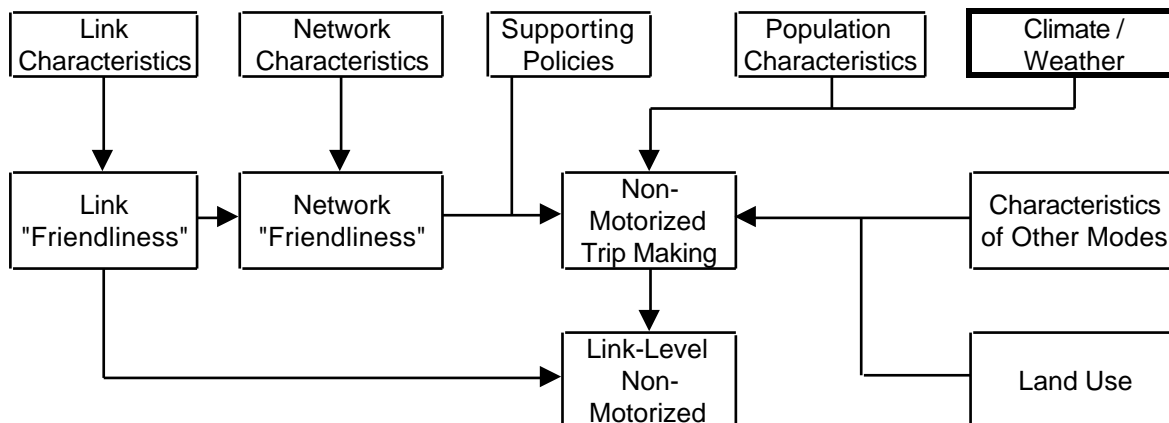 Link
Characteristics
Network
Characteristics
Supporting
Policies
Population
Characteristics
Climate /
Weather
Link
"Friendliness"
Network
"Friendliness"
Non-
Motorized
Trip Making
Characteristics
of Other Modes
Link-Level
Non-
Motorized
Land Use